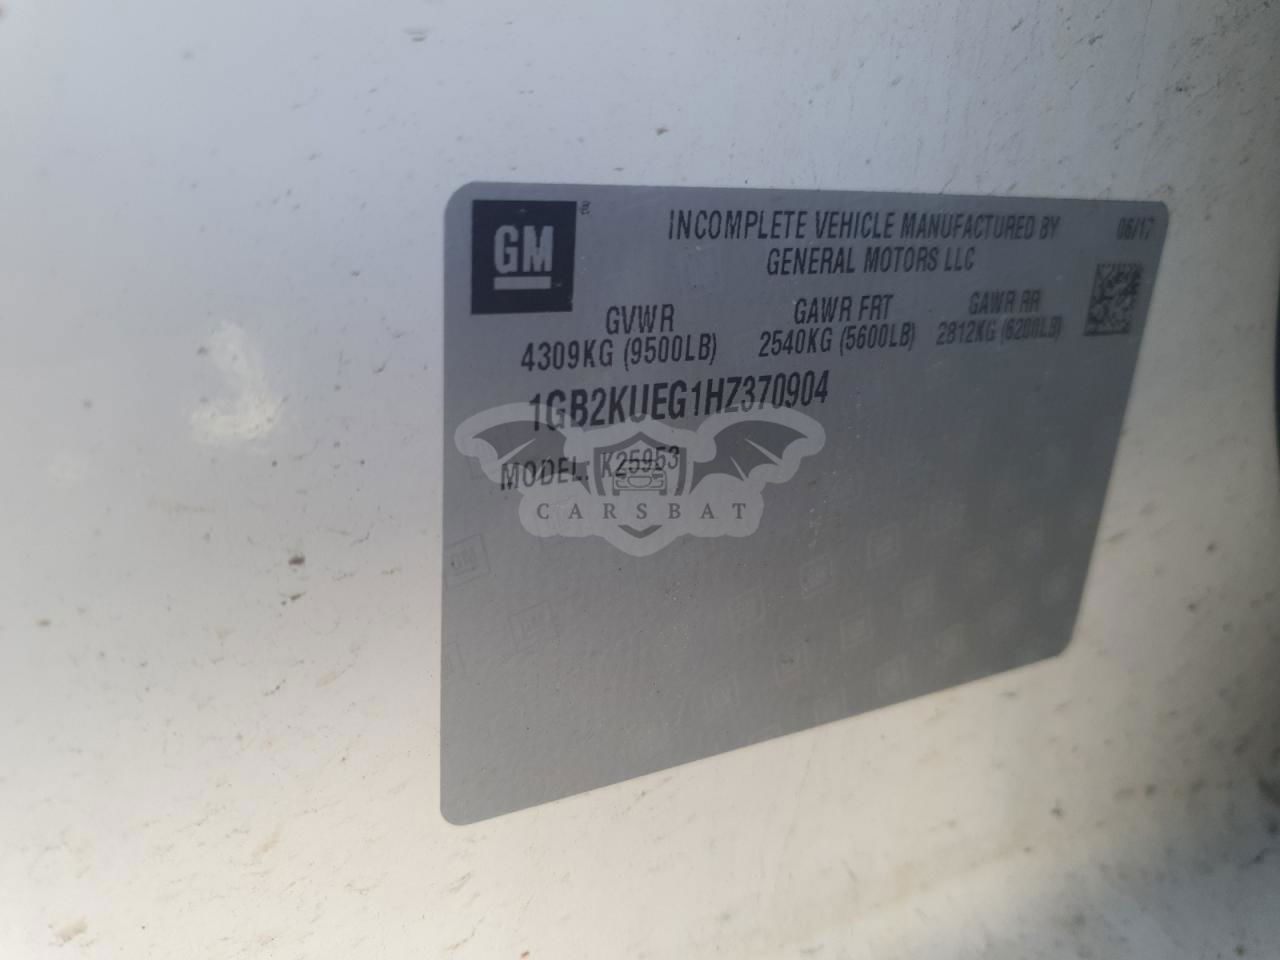 GM
INCOMPLETE VEHICLE MANUFACTURED BY
06/17
GENERAL MOTORS LLC
GVWR
GAWR FRT
GAWR RR
4309KG (9500LB)
2540KG (5600LB)
2812KG (6200LB)
1GB2KUEG1HZ370904
MODEL: K25953
CARSBAT
GM